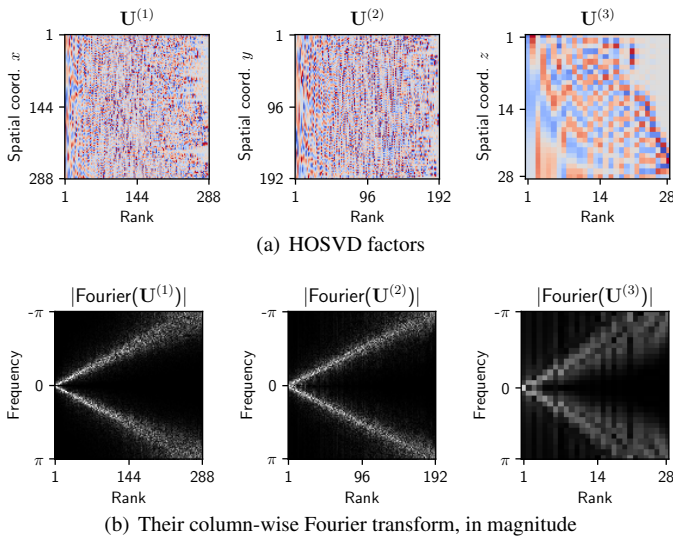 U^(1) U^(2) U^(3)
Spatial coord. x
1
144
288
1 144 288
Rank
Spatial coord. y
1
96
192
1 96 192
Rank
Spatial coord. z
1
14
28
1 14 28
Rank
(a) HOSVD factors
|Fourier(U^(1))| |Fourier(U^(2))| |Fourier(U^(3))|
Frequency
-π
0
π
1 144 288
Rank
Frequency
-π
0
π
1 96 192
Rank
Frequency
-π
0
π
1 14 28
Rank
(b) Their column-wise Fourier transform, in magnitude